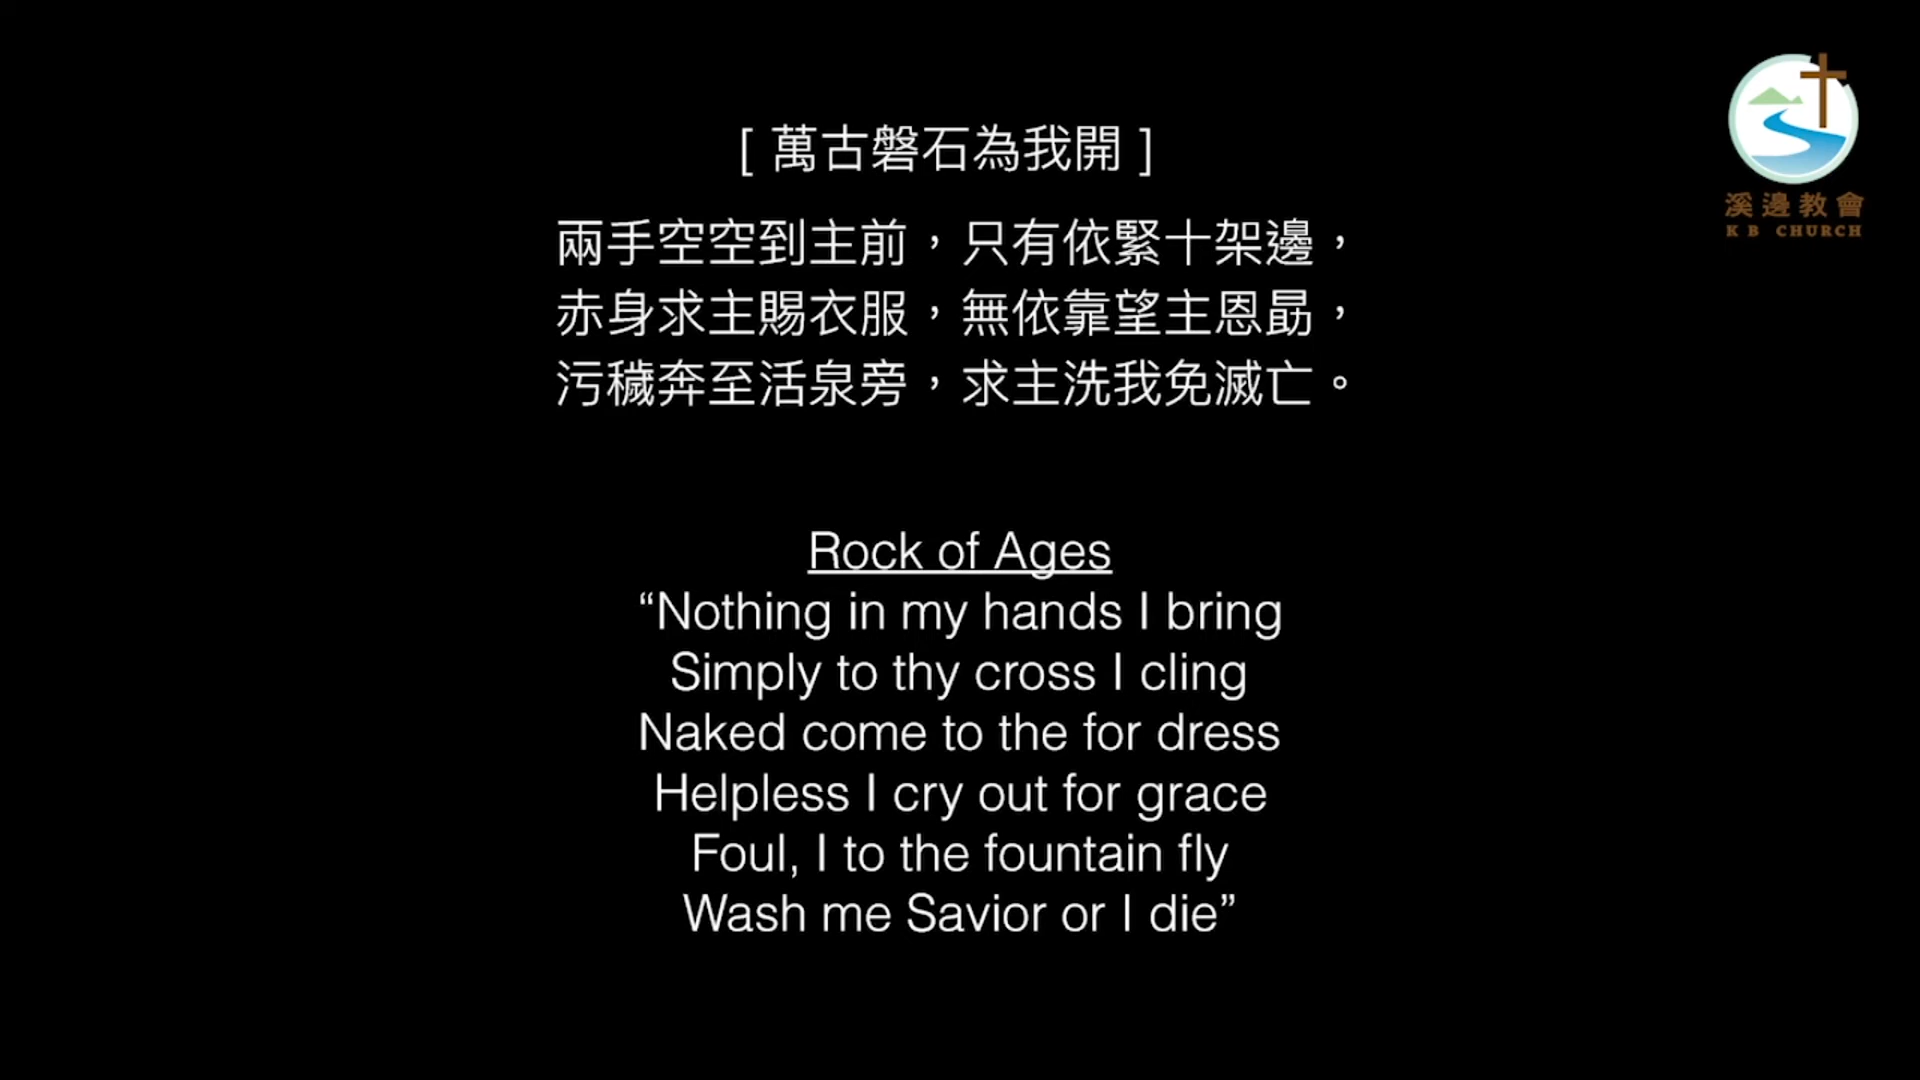 [ 萬古磐石為我開 ]
兩手空空到主前，只有依緊十架邊，
赤身求主賜衣服，無依靠望主恩勗，
污穢奔至活泉旁，求主洗我免滅亡。
Rock of Ages
“Nothing in my hands I bring
Simply to thy cross I cling
Naked come to the for dress
Helpless I cry out for grace
Foul, I to the fountain fly
Wash me Savior or I die”
溪邊教會
KB CHURCH